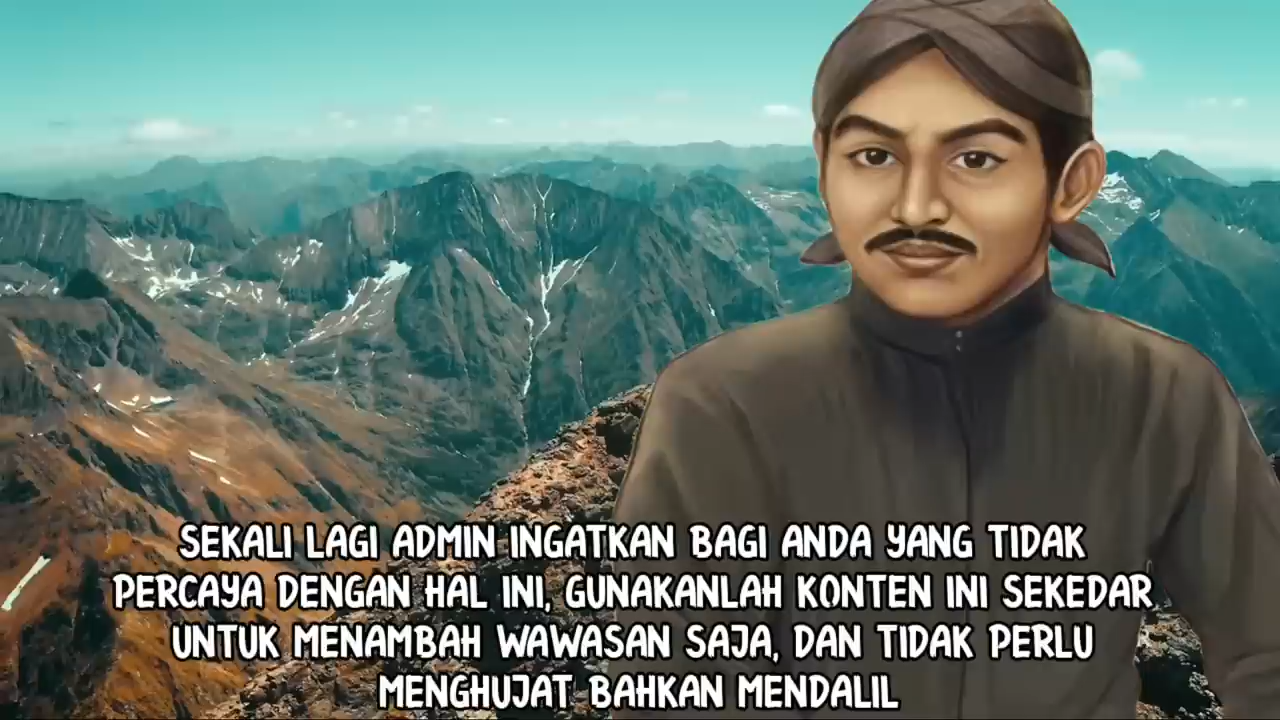 SEKALI LAGI ADMIN INGATKAN BAGI ANDA YANG TIDAK
PERCAYA DENGAN HAL INI, GUNAKANLAH KONTEN INI SEKEDAR
UNTUK MENAMBAH WAWASAN SAJA, DAN TIDAK PERLU
MENGHUJAT BAHKAN MENDALIL